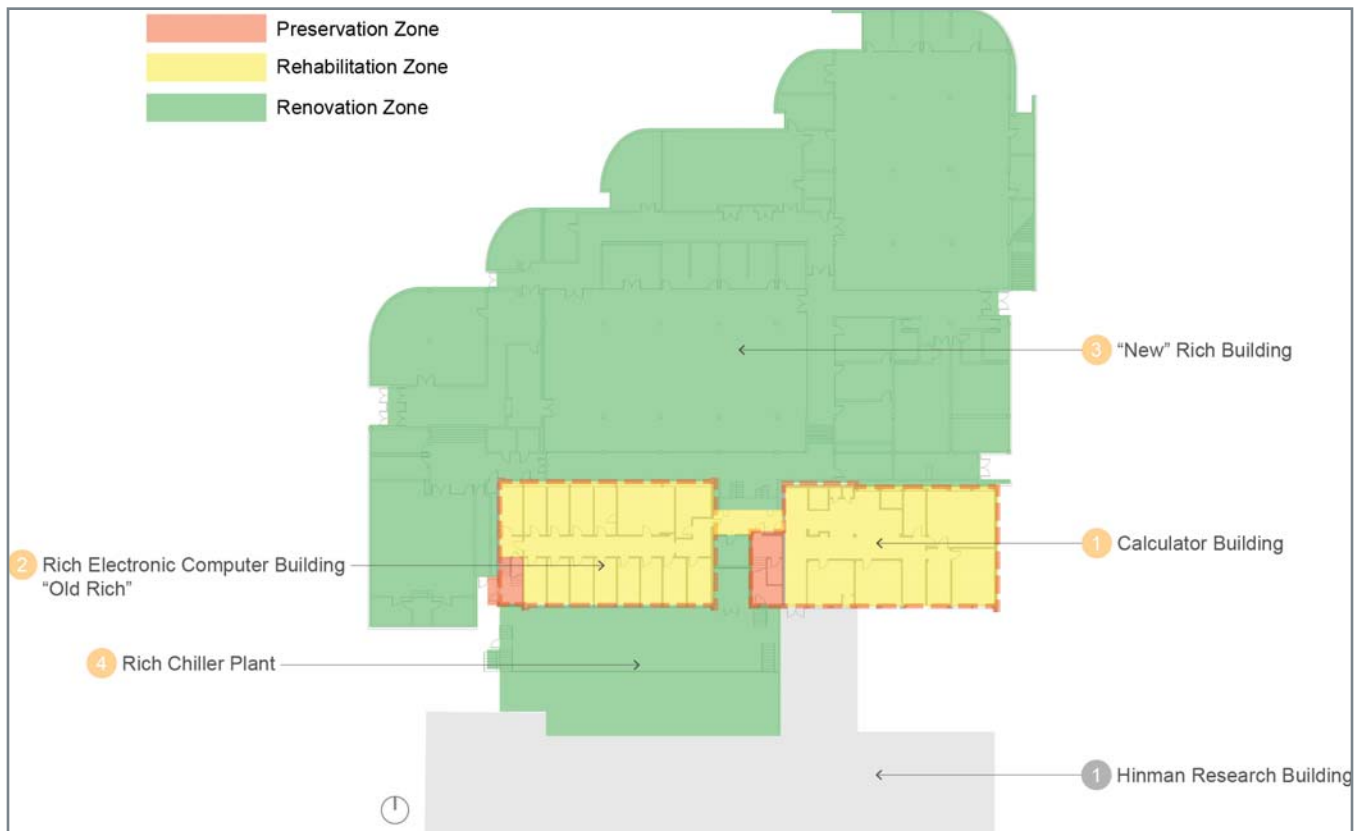 Preservation Zone
Rehabilitation Zone
Renovation Zone
3 “New” Rich Building
1 Calculator Building
2 Rich Electronic Computer Building
“Old Rich”
4 Rich Chiller Plant
1 Hinman Research Building